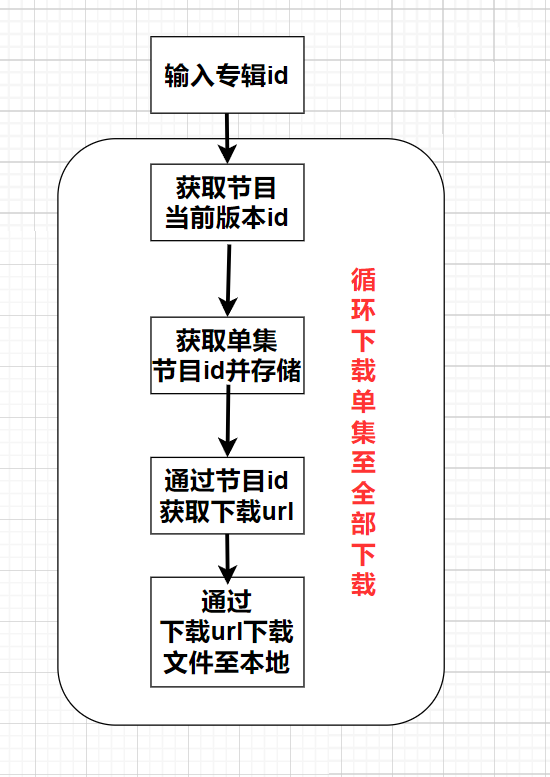 输入专辑id
获取节目
当前版本id
获取单集
节目id并存储
通过节目id
获取下载url
通过
下载url下载
文件至本地
循环下载单集至全部下载